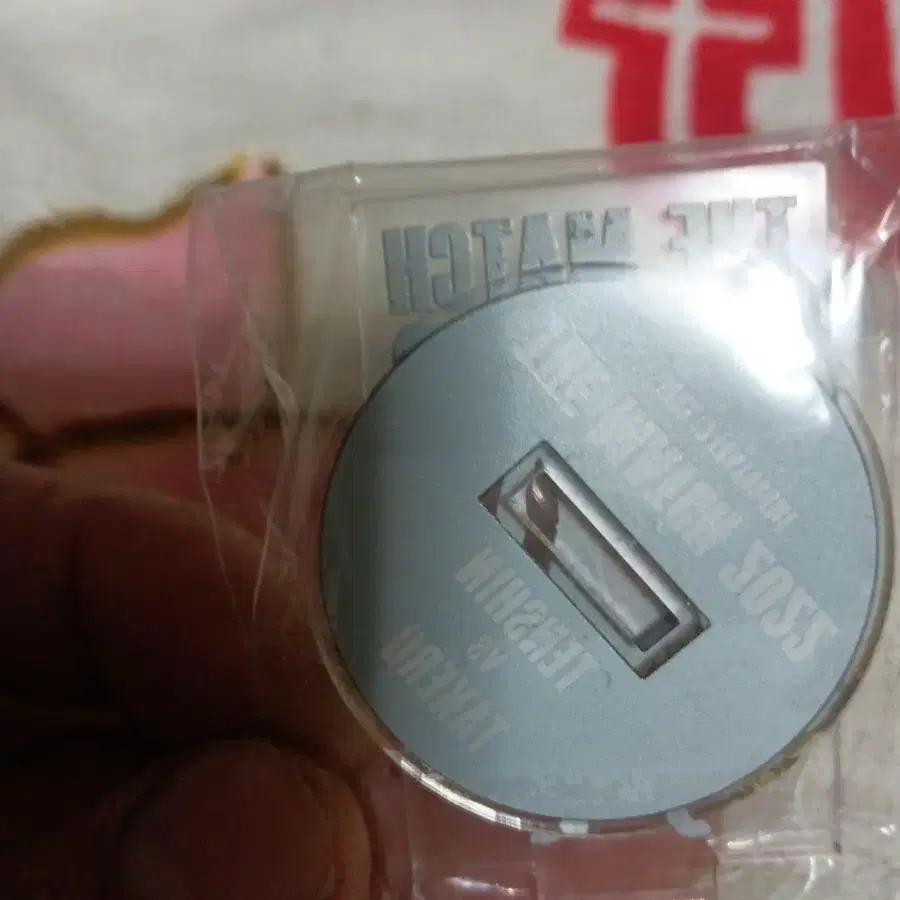 THE MATCH
THE MATCH 2022
TENSHIN
VS
TAKERU